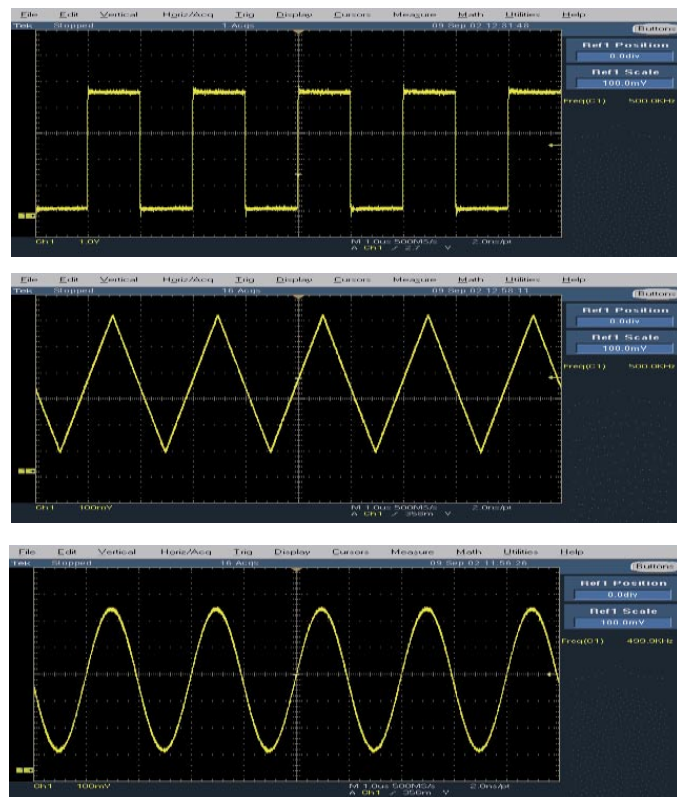 File Edit Vertical Horiz/Acq Trig Display Cursors Measure Math Utilities Help
Tek Stopped 1 Acqs 09 Sep 02 12:31:48 Buttons
Ref1 Position
0.0div
Ref1 Scale
100.0mV
Freq(C1) 500.0KHz
Ch1 1.0V M 1.0us 500MS/s 2.0ns/pt
A Ch1 / 2.7 V
File Edit Vertical Horiz/Acq Trig Display Cursors Measure Math Utilities Help
Tek Stopped 16 Acqs 09 Sep 02 12:58:11 Buttons
Ref1 Position
0.0div
Ref1 Scale
100.0mV
Freq(C1) 500.0KHz
Ch1 100mV M 1.0us 500MS/s 2.0ns/pt
A Ch1 / 358m V
File Edit Vertical Horiz/Acq Trig Display Cursors Measure Math Utilities Help
Tek Stopped 16 Acqs 09 Sep 02 11:56:26 Buttons
Ref1 Position
0.0div
Ref1 Scale
100.0mV
Freq(C1) 499.9KHz
Ch1 100mV M 1.0us 500MS/s 2.0ns/pt
A Ch1 / 356m V